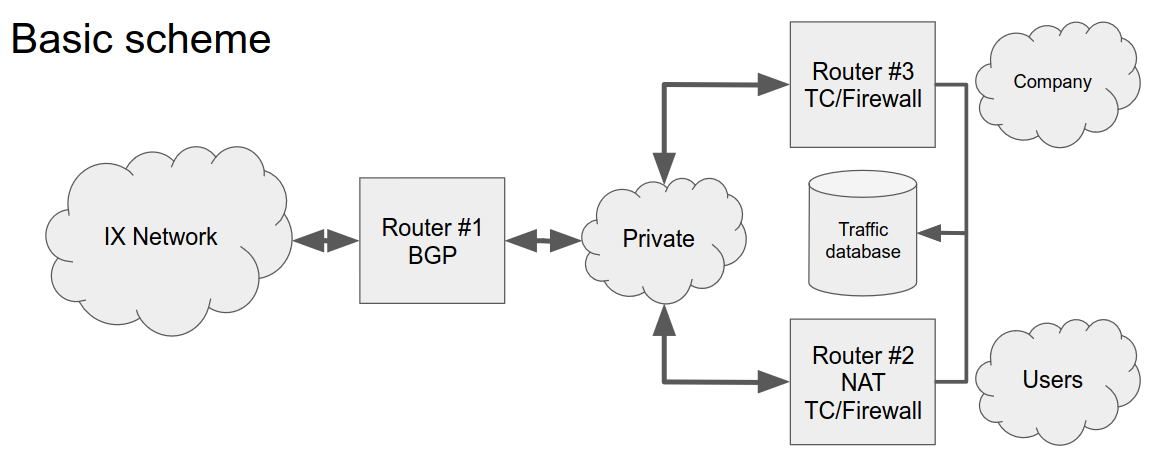 Basic scheme
IX Network
Router #1
BGP
Private
Router #3
TC/Firewall
Company
Traffic
database
Router #2
NAT
TC/Firewall
Users